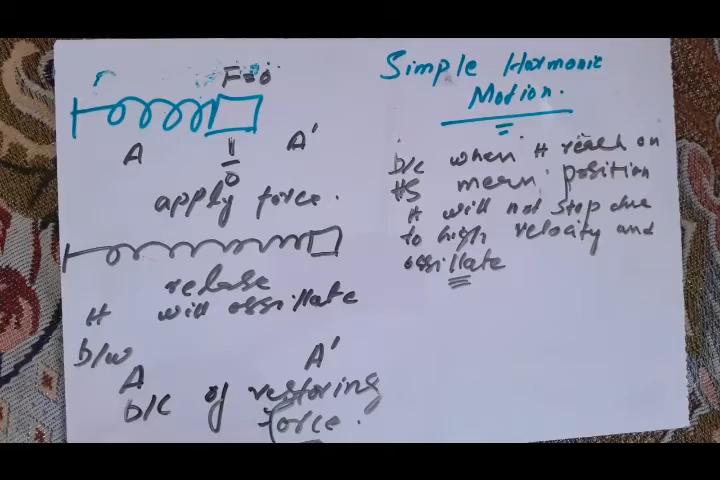 F=0
A
A'
0
apply force.
relase
it will ossillate
b/w
A
A'
b/c of restoring
force.
Simple Harmonic
Motion.
b/c when it reach on
its mean position
it will not stop due
to high velocity and
ossillate